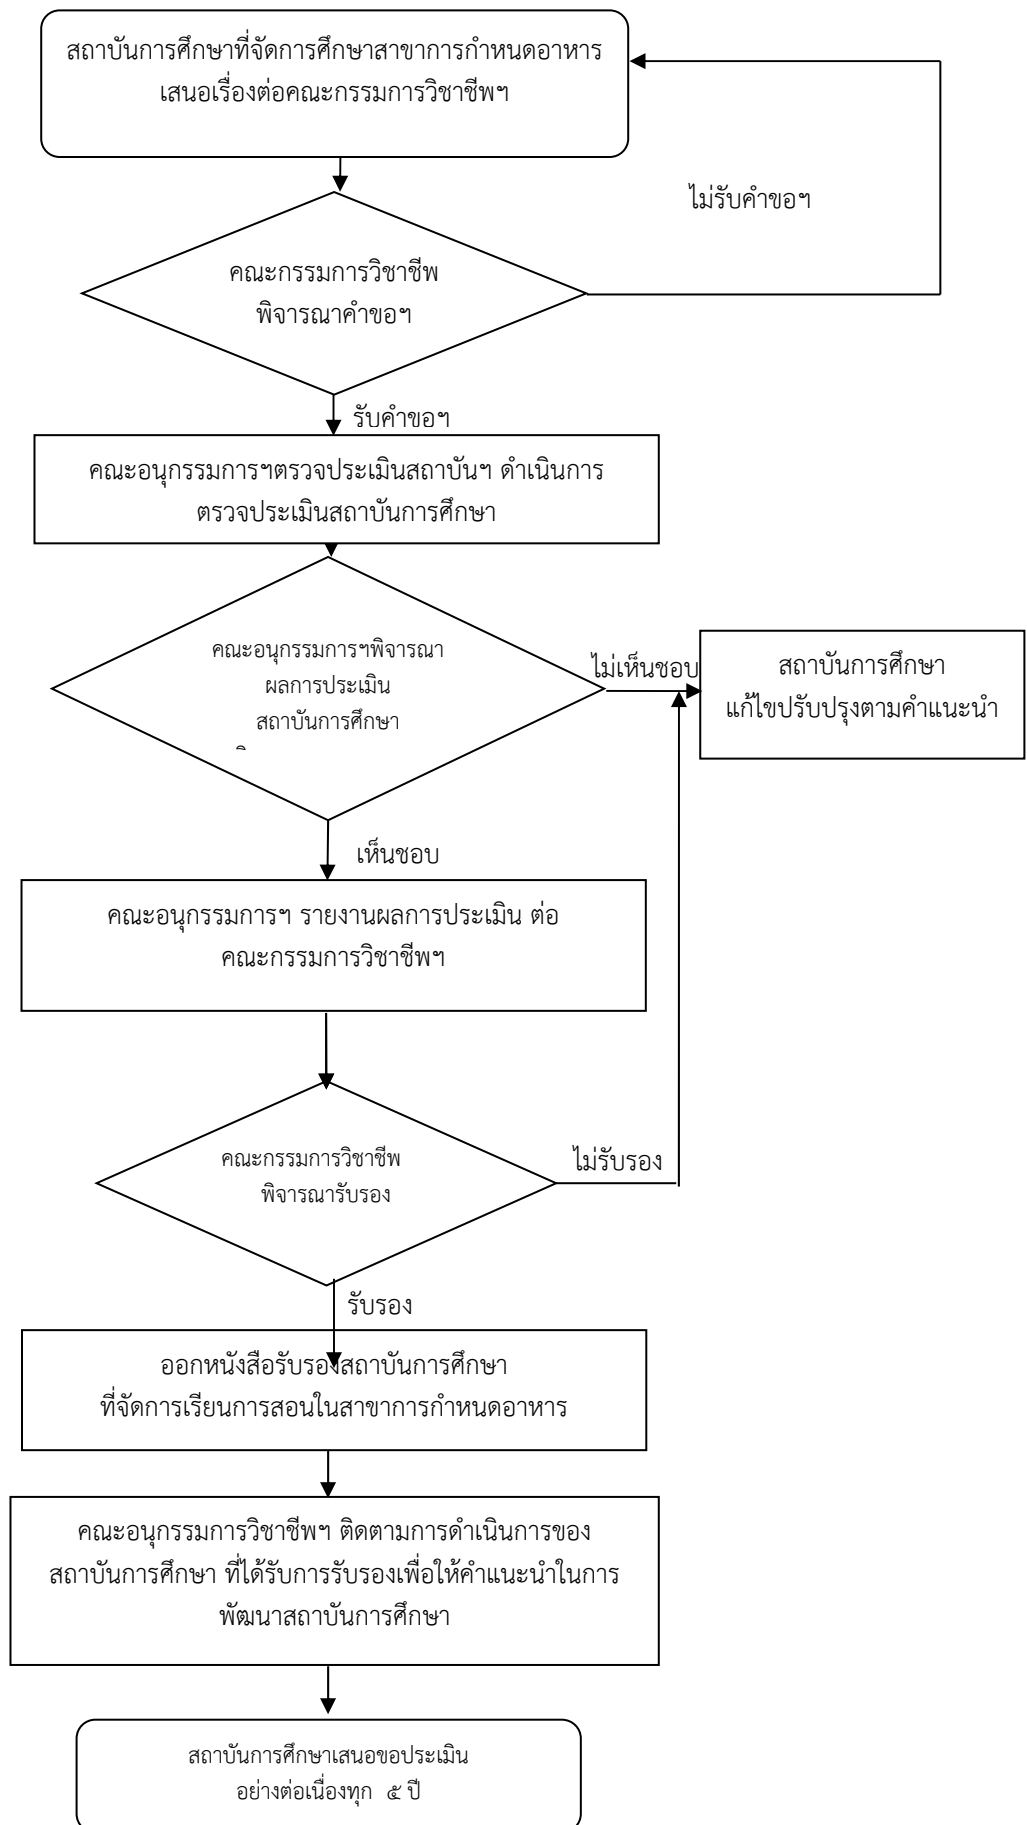 สถาบันการศึกษาที่จัดการศึกษาสาขาการกำหนดอาหาร
เสนอเรื่องต่อคณะกรรมการวิชาชีพฯ
ไม่รับคำขอฯ
คณะกรรมการวิชาชีพ
พิจารณาคำขอฯ
รับคำขอฯ
คณะอนุกรรมการฯตรวจประเมินสถาบันฯ ดำเนินการ
ตรวจประเมินสถาบันการศึกษา
คณะอนุกรรมการฯพิจารณา
ผลการประเมิน
สถาบันการศึกษา
ไม่เห็นชอบ
สถาบันการศึกษา
แก้ไขปรับปรุงตามคำแนะนำ
เห็นชอบ
คณะอนุกรรมการฯ รายงานผลการประเมิน ต่อ
คณะกรรมการวิชาชีพฯ
คณะกรรมการวิชาชีพ
พิจารณารับรอง
ไม่รับรอง
รับรอง
ออกหนังสือรับรองสถาบันการศึกษา
ที่จัดการเรียนการสอนในสาขาการกำหนดอาหาร
คณะอนุกรรมการวิชาชีพฯ ติดตามการดำเนินการของ
สถาบันการศึกษา ที่ได้รับการรับรองเพื่อให้คำแนะนำในการ
พัฒนาสถาบันการศึกษา
สถาบันการศึกษาเสนอขอประเมิน
อย่างต่อเนื่องทุก ๕ ปี